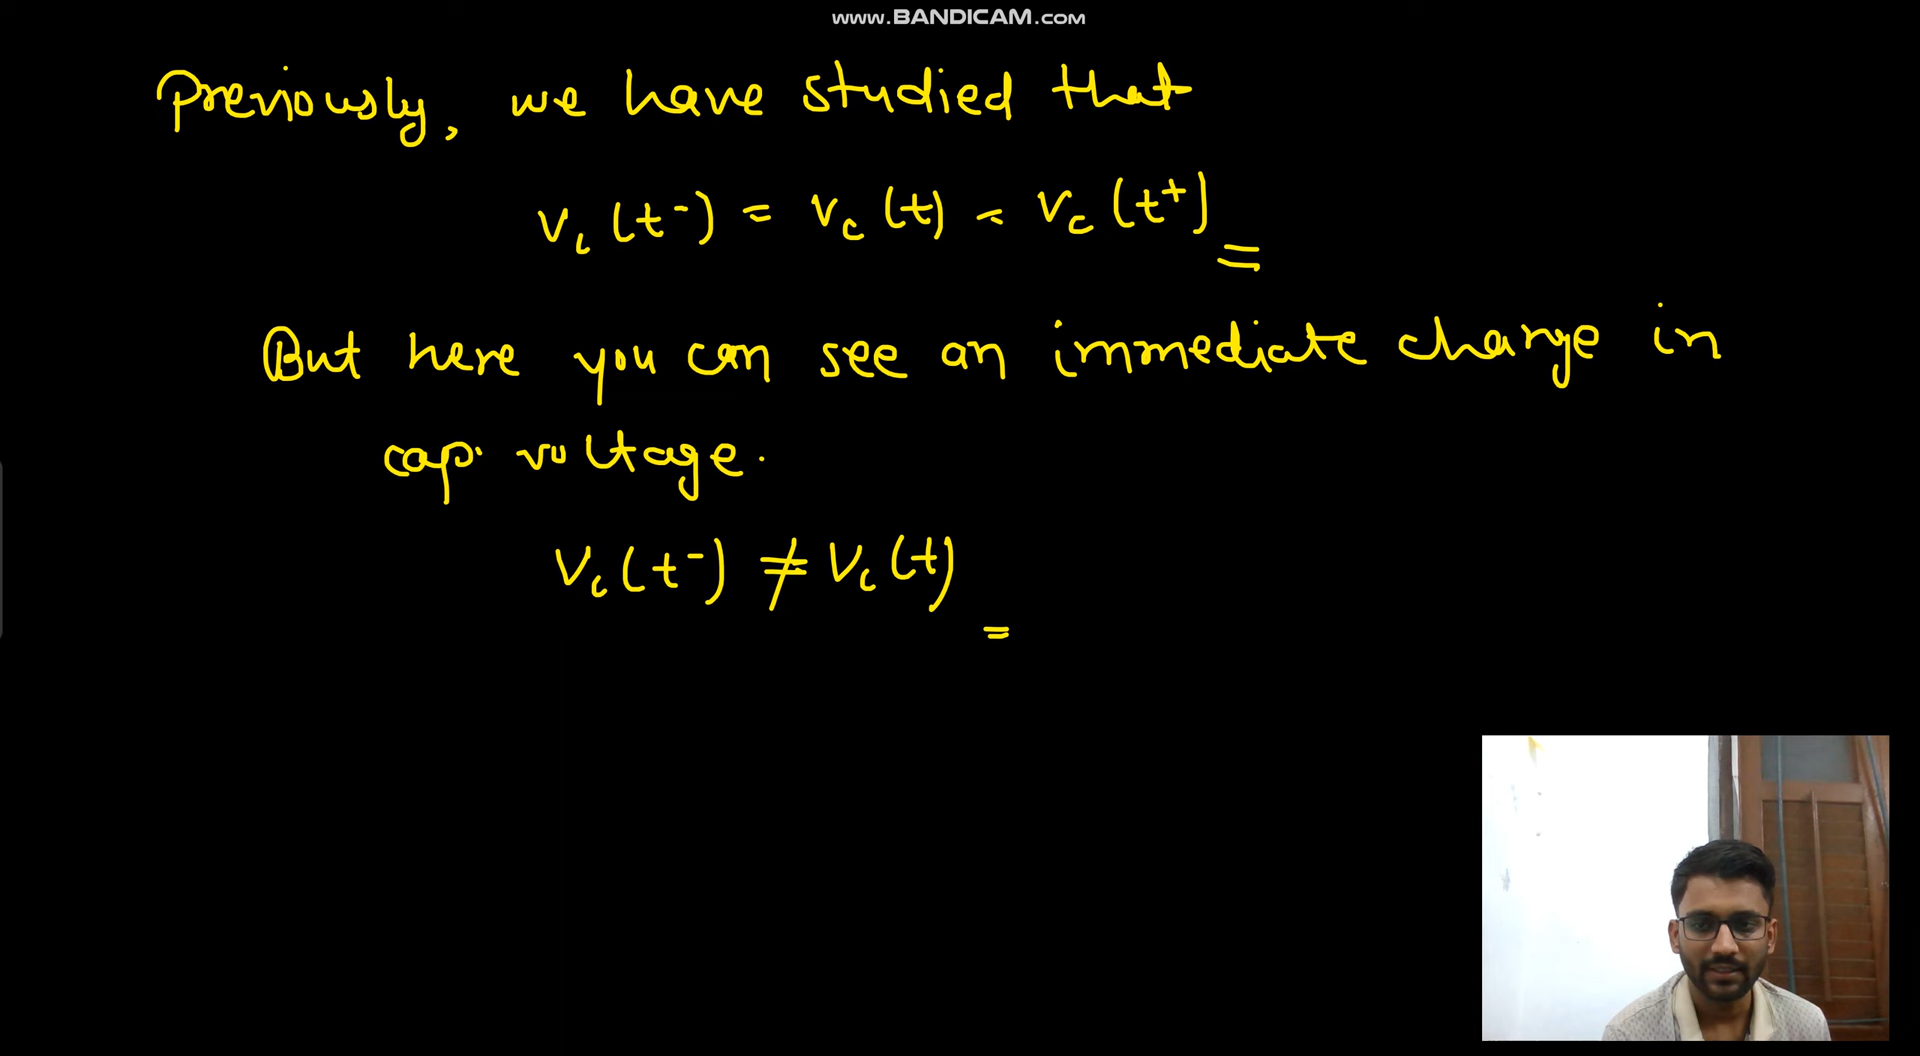 www.BANDICAM.com
Previously, we have studied that
Vc (t-) = Vc (t) = Vc (t+)
But here you can see an immediate change in
cap. voltage.
Vc (t-) ≠ Vc (t)
=